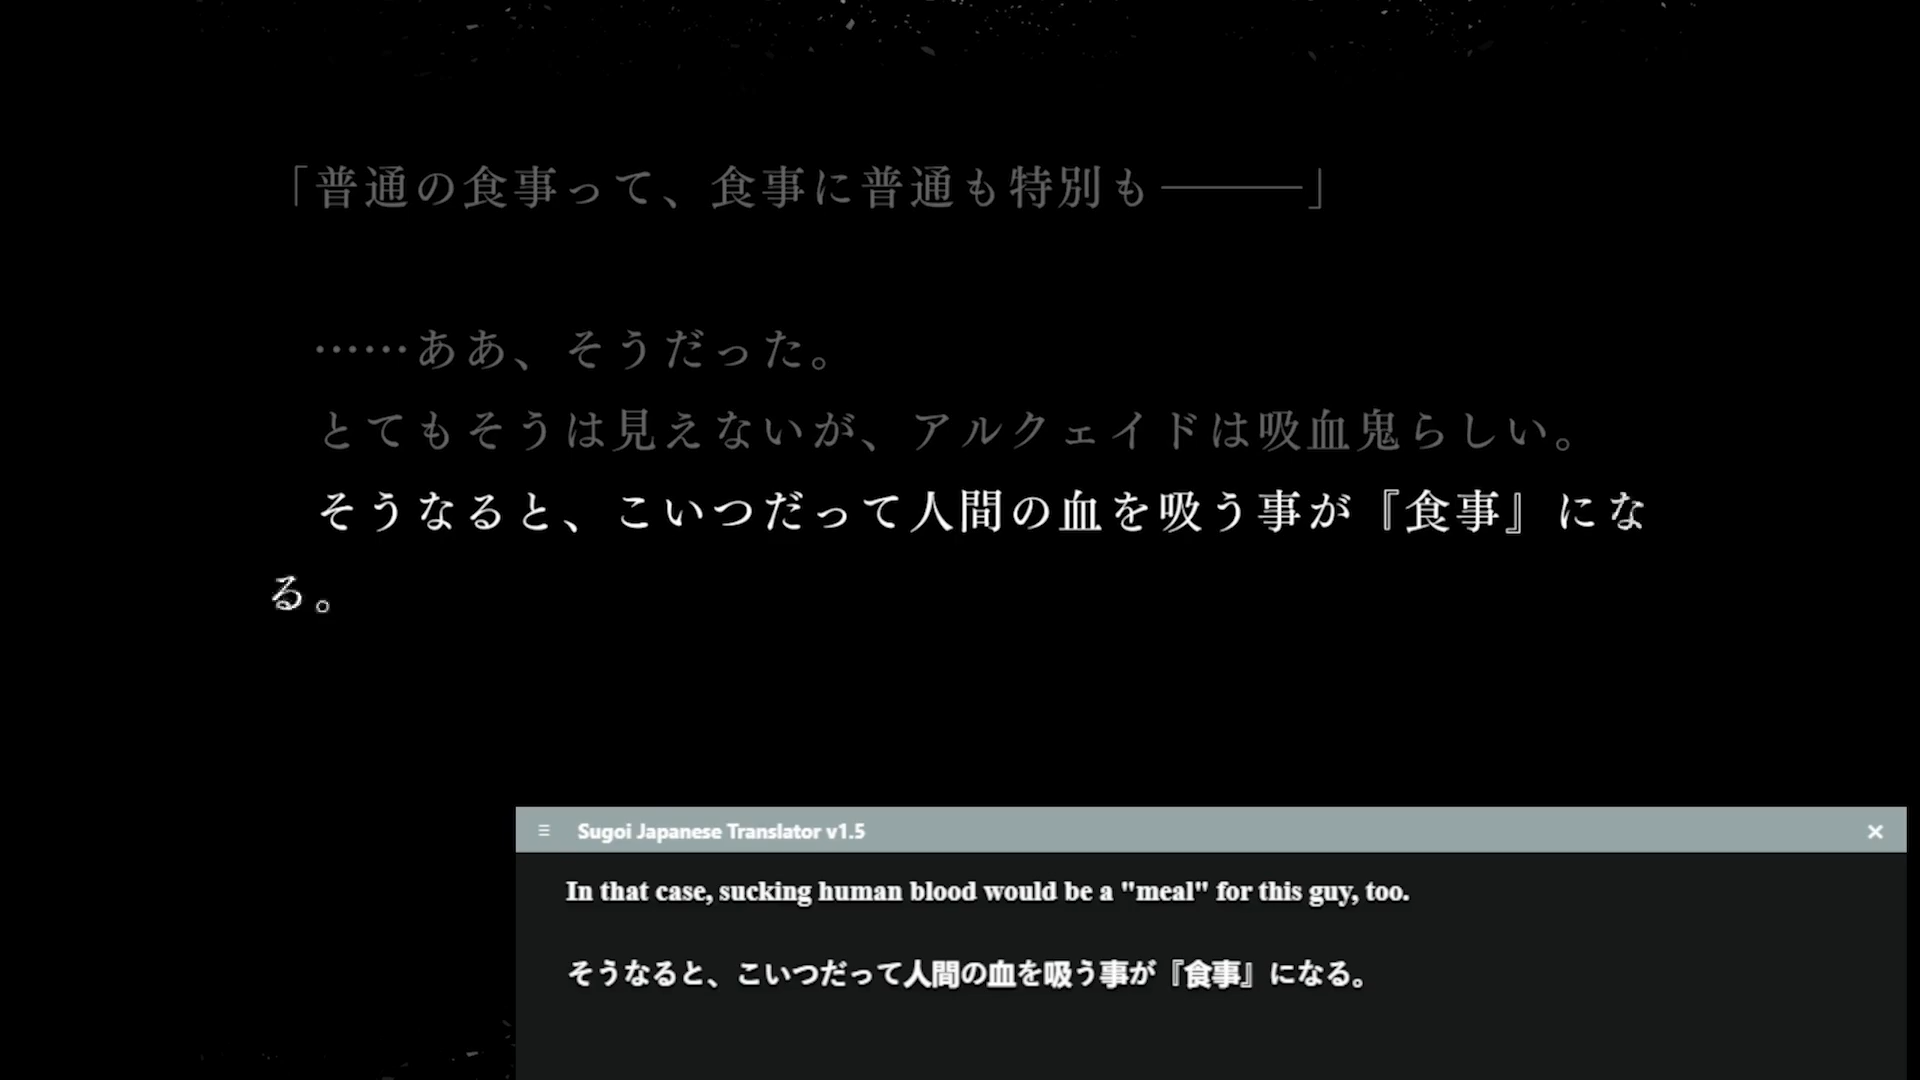 「普通の食事って、食事に普通も特別も―――」
……ああ、そうだった。
とてもそうは見えないが、アルクェイドは吸血鬼らしい。
そうなると、こいつだって人間の血を吸う事が『食事』にな
る。
Sugoi Japanese Translator v1.5
In that case, sucking human blood would be a "meal" for this guy, too.
そうなると、こいつだって人間の血を吸う事が『食事』になる。